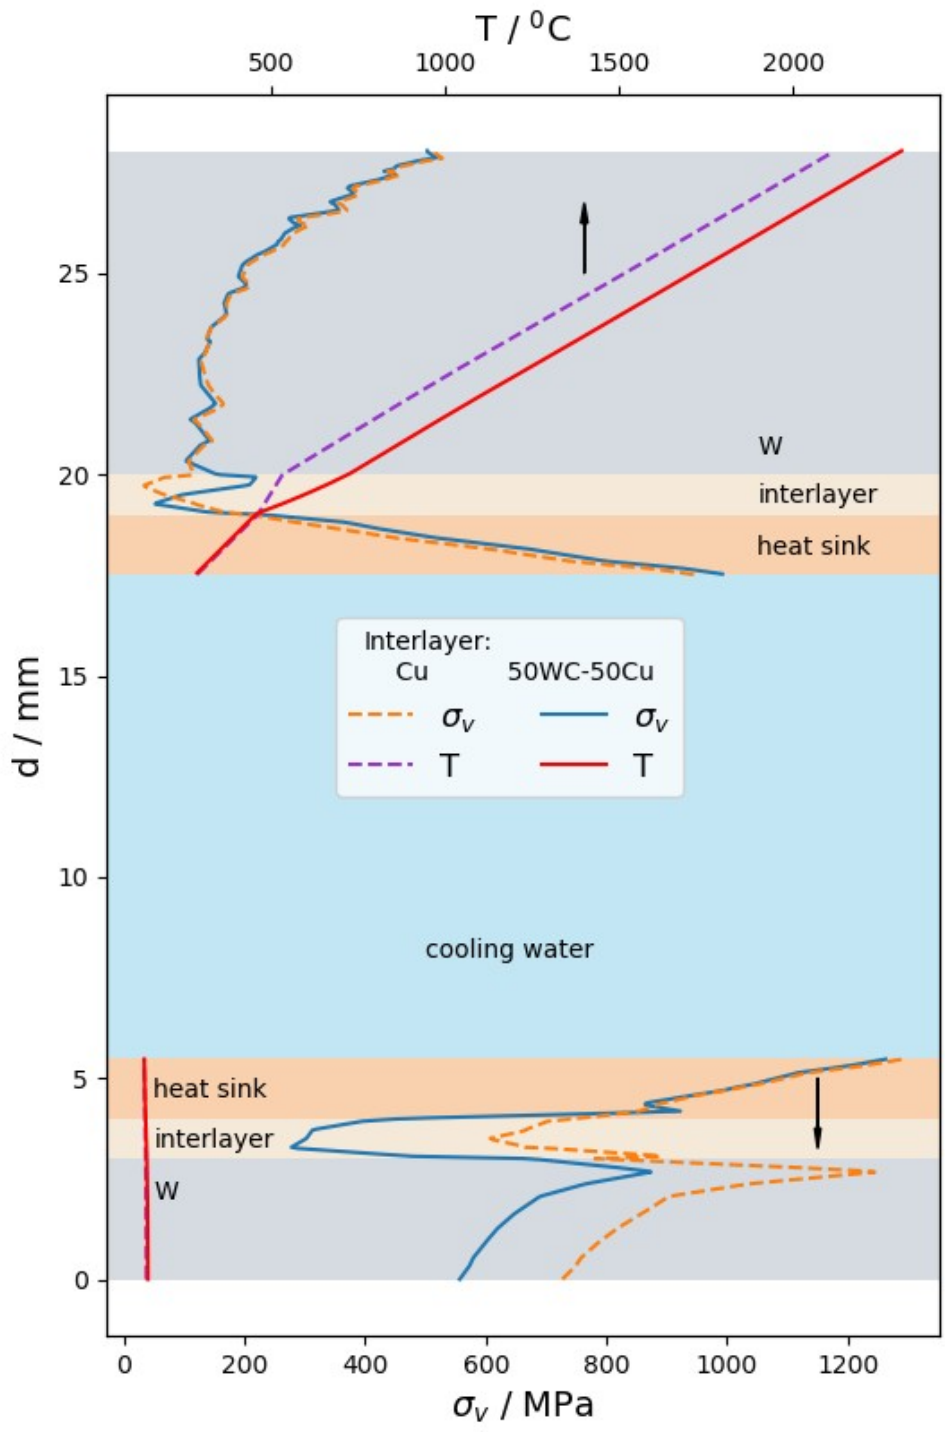 T / ⁰C
500 1000 1500 2000
25
W
20
interlayer
heat sink
Interlayer:
Cu 50WC-50Cu
σᵥ σᵥ
T T
15
d / mm
10
cooling water
5
heat sink
interlayer
W
0
0 200 400 600 800 1000 1200
σᵥ / MPa